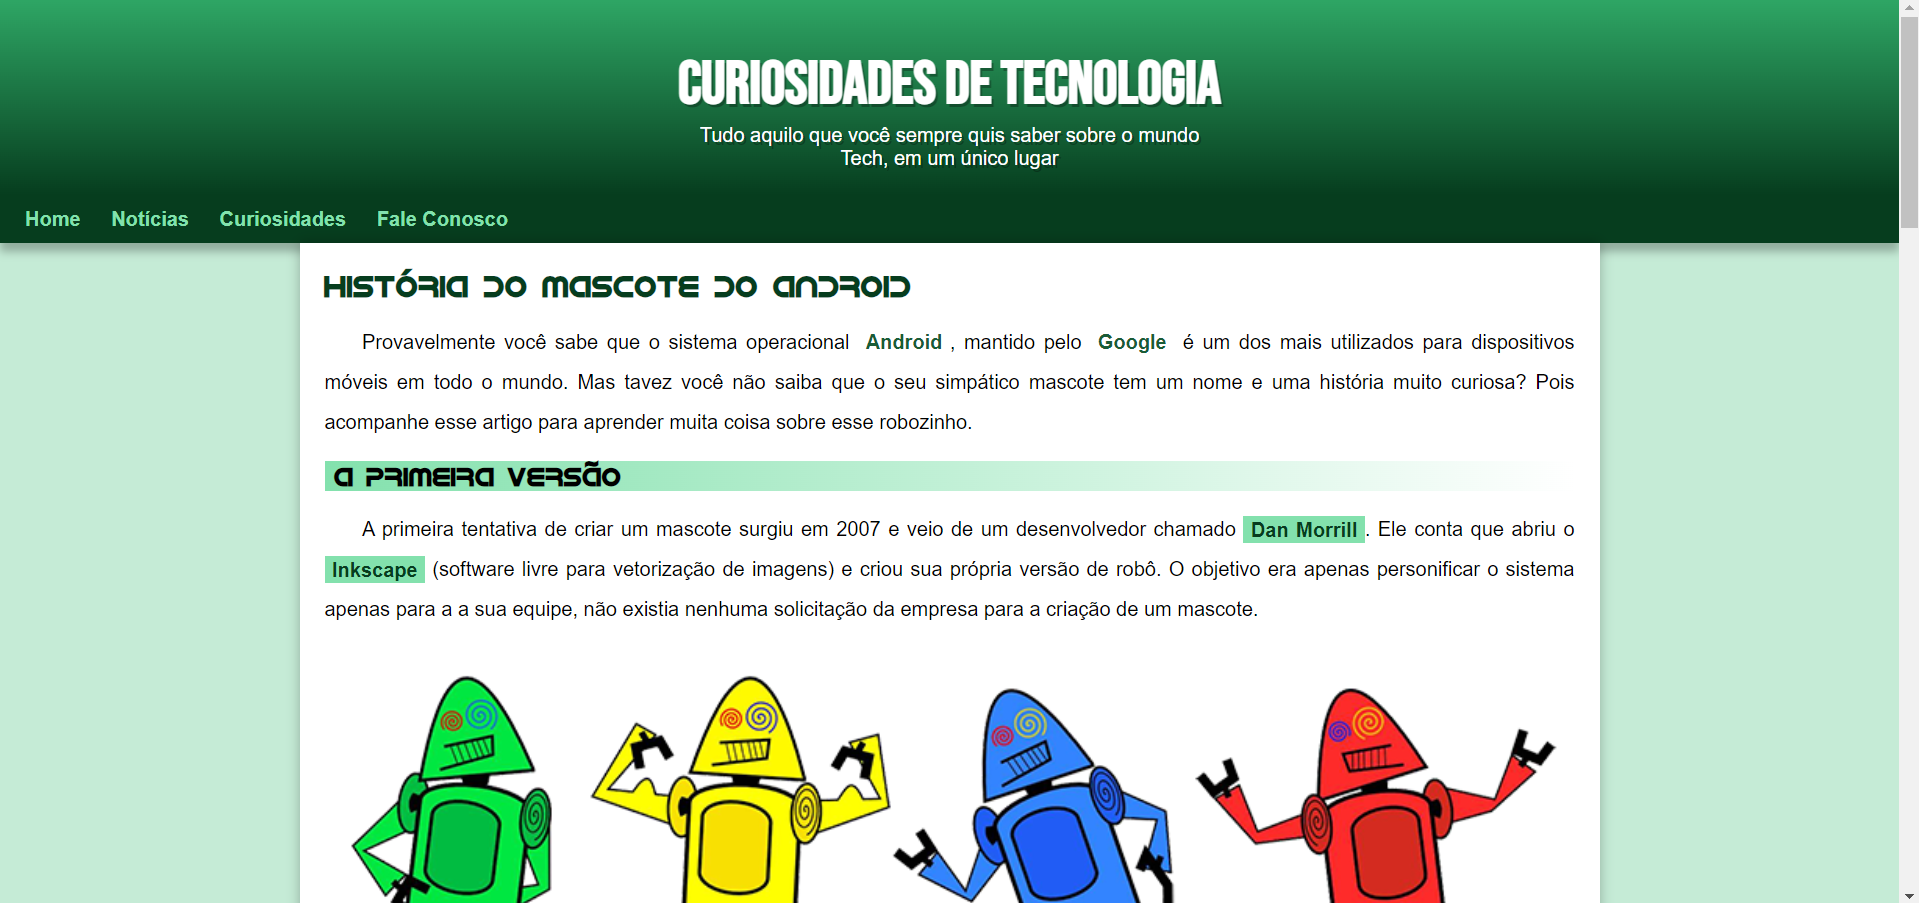 CURIOSIDADES DE TECNOLOGIA
Tudo aquilo que você sempre quis saber sobre o mundo
Tech, em um único lugar
Home Notícias Curiosidades Fale Conosco
História do Mascote do Android
Provavelmente você sabe que o sistema operacional Android , mantido pelo Google é um dos mais utilizados para dispositivos
móveis em todo o mundo. Mas tavez você não saiba que o seu simpático mascote tem um nome e uma história muito curiosa? Pois
acompanhe esse artigo para aprender muita coisa sobre esse robozinho.
A primeira versão
A primeira tentativa de criar um mascote surgiu em 2007 e veio de um desenvolvedor chamado Dan Morrill. Ele conta que abriu o
Inkscape (software livre para vetorização de imagens) e criou sua própria versão de robô. O objetivo era apenas personificar o sistema
apenas para a a sua equipe, não existia nenhuma solicitação da empresa para a criação de um mascote.